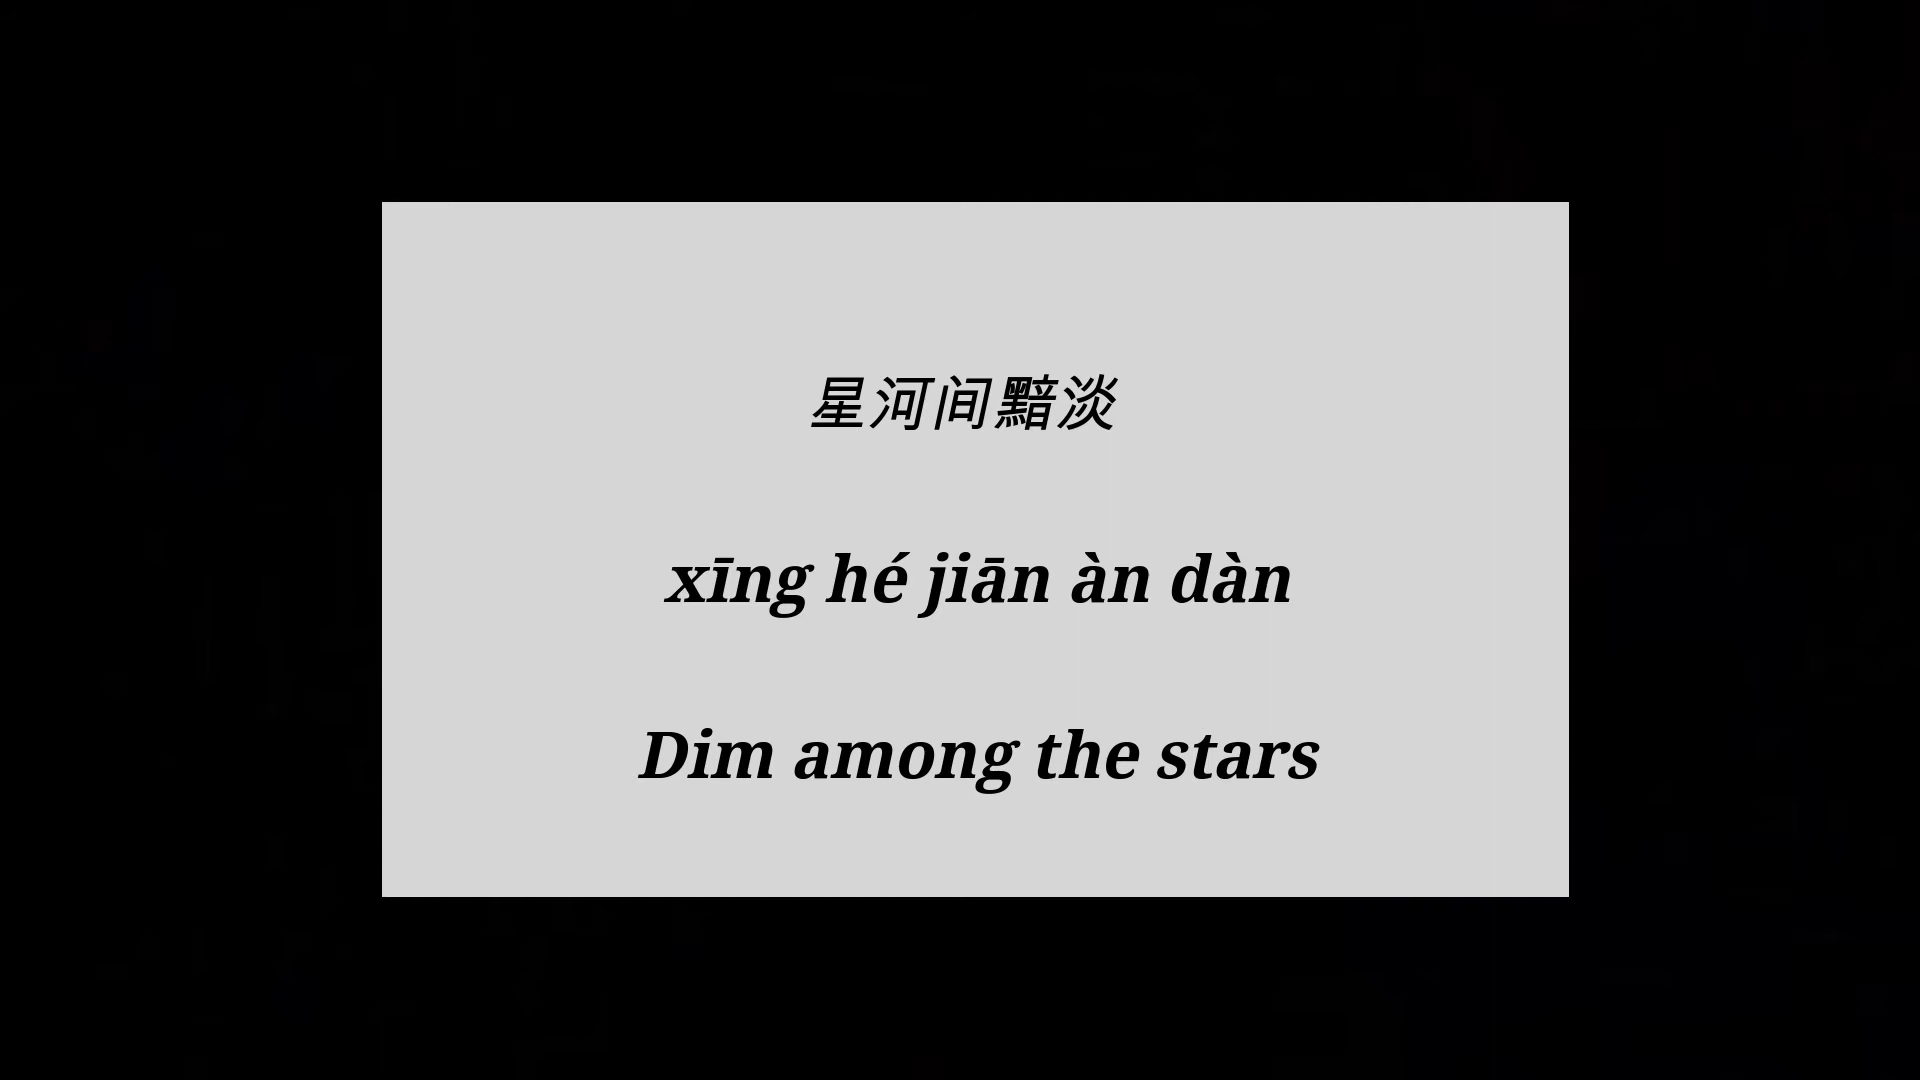 星河间黯淡
xīng hé jiān àn dàn
Dim among the stars